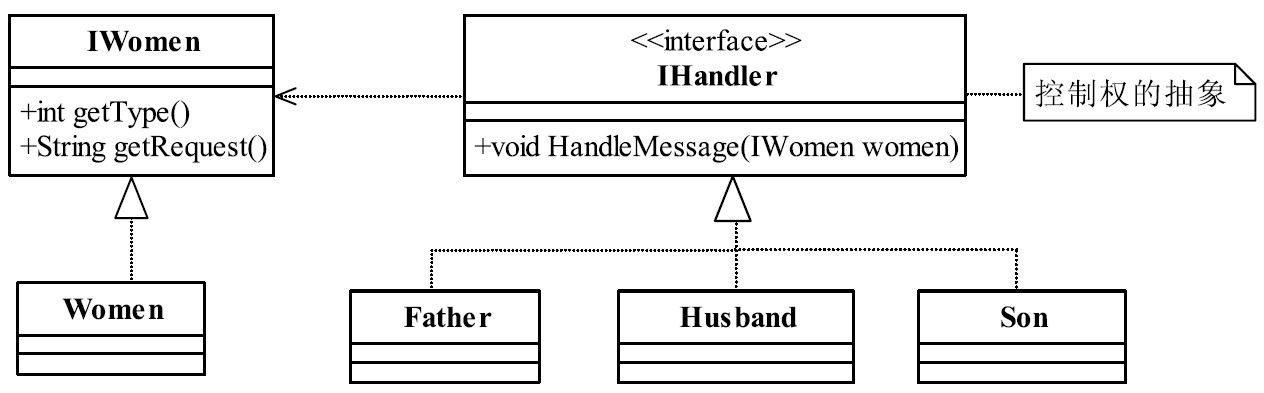 IWomen
+int getType()
+String getRequest()
<<interface>>
IHandler
+void HandleMessage(IWomen women)
控制权的抽象
Women
Father
Husband
Son